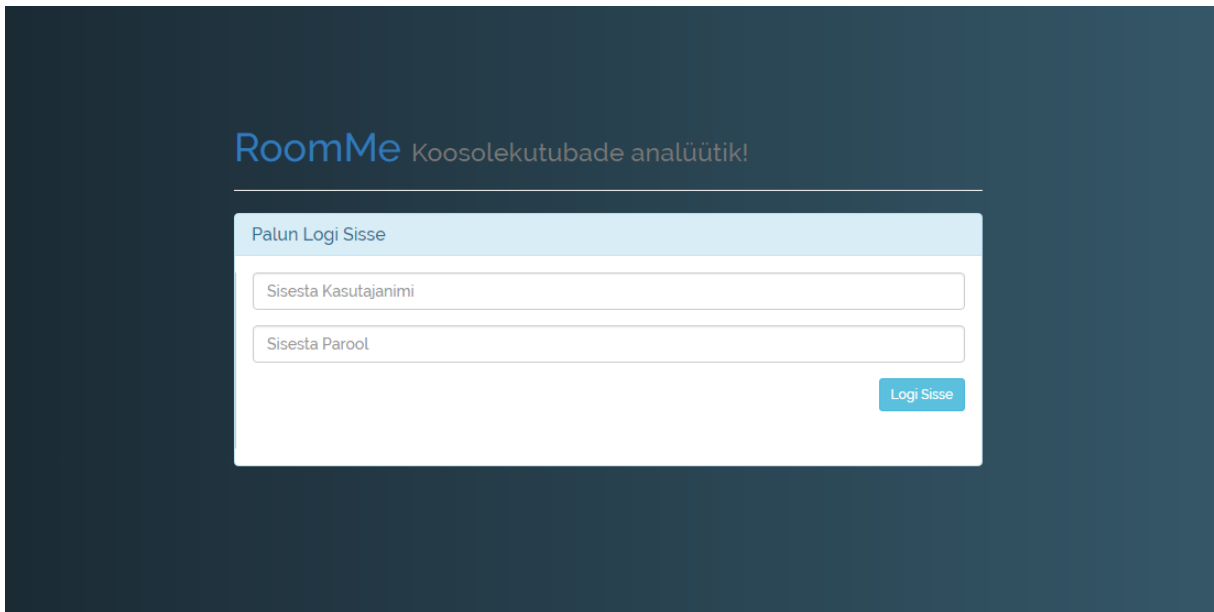 RoomMe Koosolekutubade analüütik!
Palun Logi Sisse
Sisesta Kasutajanimi
Sisesta Parool
Logi Sisse